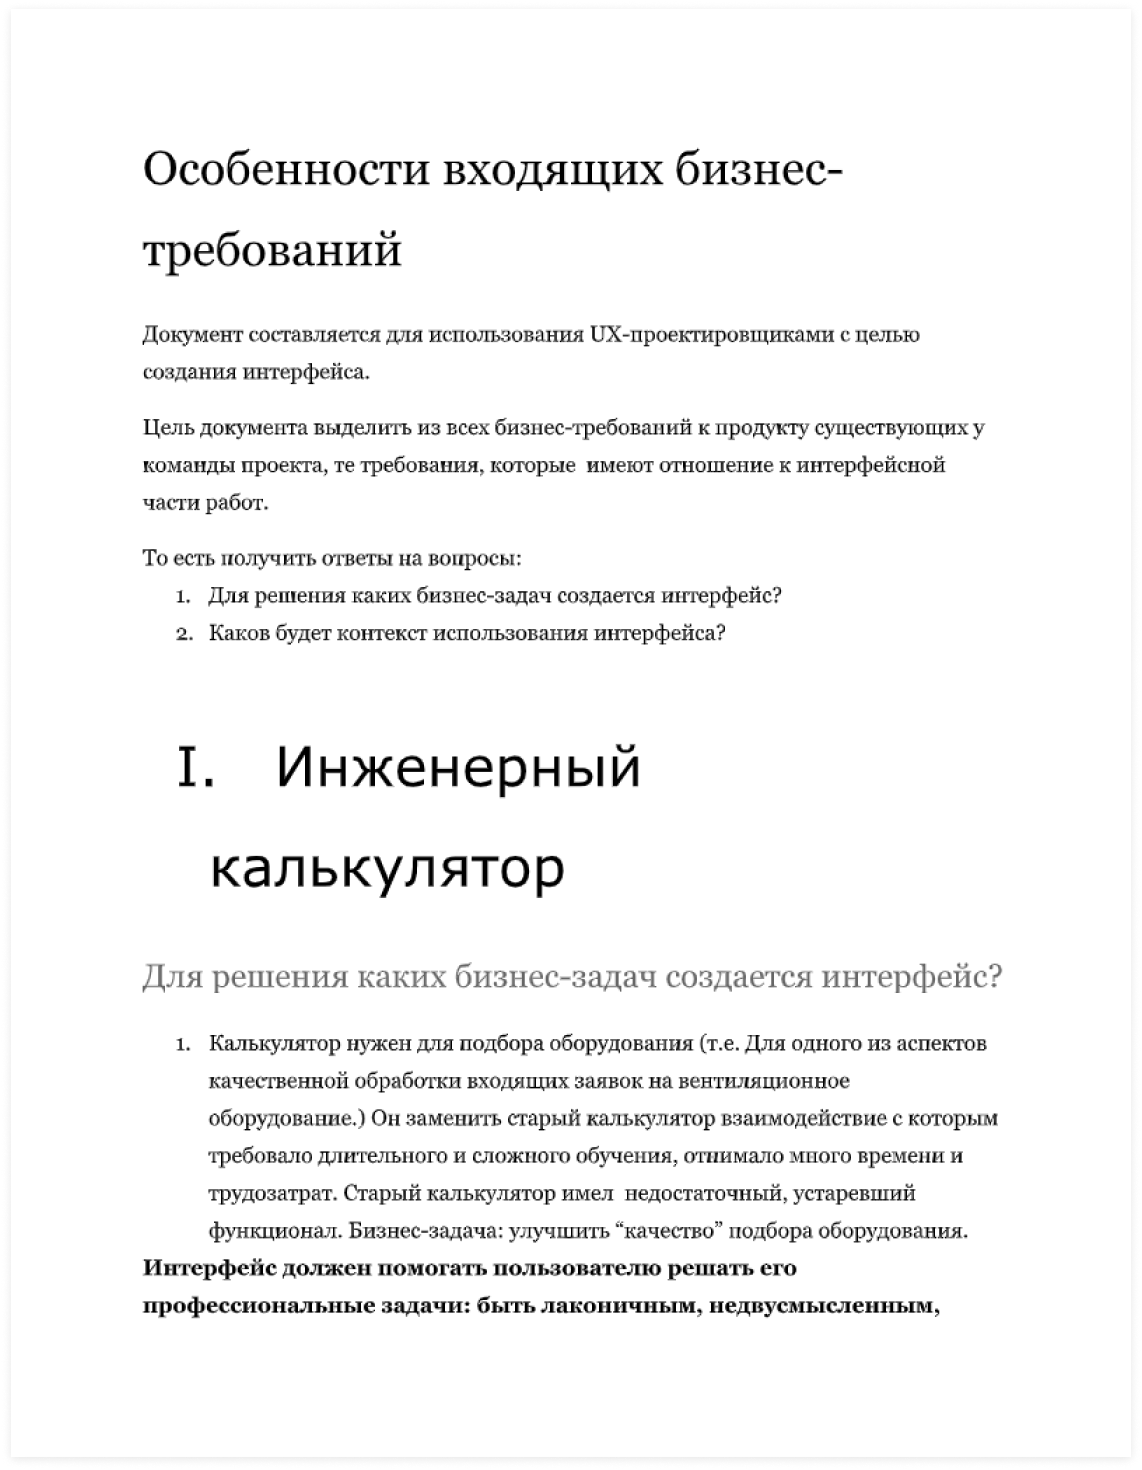 Особенности входящих бизнес-
требований
Документ составляется для использования UX-проектировщиками с целью
создания интерфейса.
Цель документа выделить из всех бизнес-требований к продукту существующих у
команды проекта, те требования, которые  имеют отношение к интерфейсной
части работ.
То есть получить ответы на вопросы:
1. Для решения каких бизнес-задач создается интерфейс?
2. Каков будет контекст использования интерфейса?
I. Инженерный
калькулятор
Для решения каких бизнес-задач создается интерфейс?
1. Калькулятор нужен для подбора оборудования (т.е. Для одного из аспектов
качественной обработки входящих заявок на вентиляционное
оборудование.) Он заменить старый калькулятор взаимодействие с которым
требовало длительного и сложного обучения, отнимало много времени и
трудозатрат. Старый калькулятор имел  недостаточный, устаревший
функционал. Бизнес-задача: улучшить “качество” подбора оборудования.
Интерфейс должен помогать пользователю решать его
профессиональные задачи: быть лаконичным, недвусмысленным,